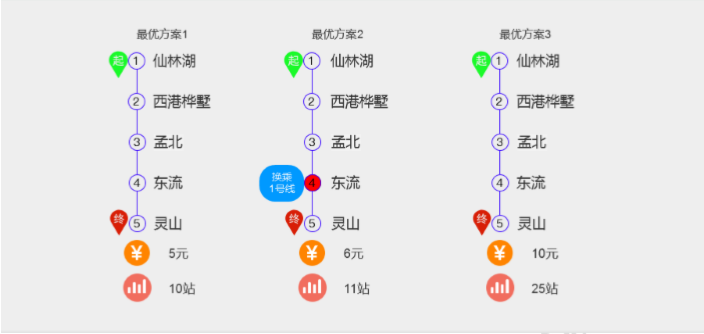 最优方案1
起
1 仙林湖
2 西港桦墅
3 孟北
4 东流
终
5 灵山
¥ 5元
10站
最优方案2
起
1 仙林湖
2 西港桦墅
3 孟北
换乘
1号线
4 东流
终
5 灵山
¥ 6元
11站
最优方案3
起
1 仙林湖
2 西港桦墅
3 孟北
4 东流
终
5 灵山
¥ 10元
25站